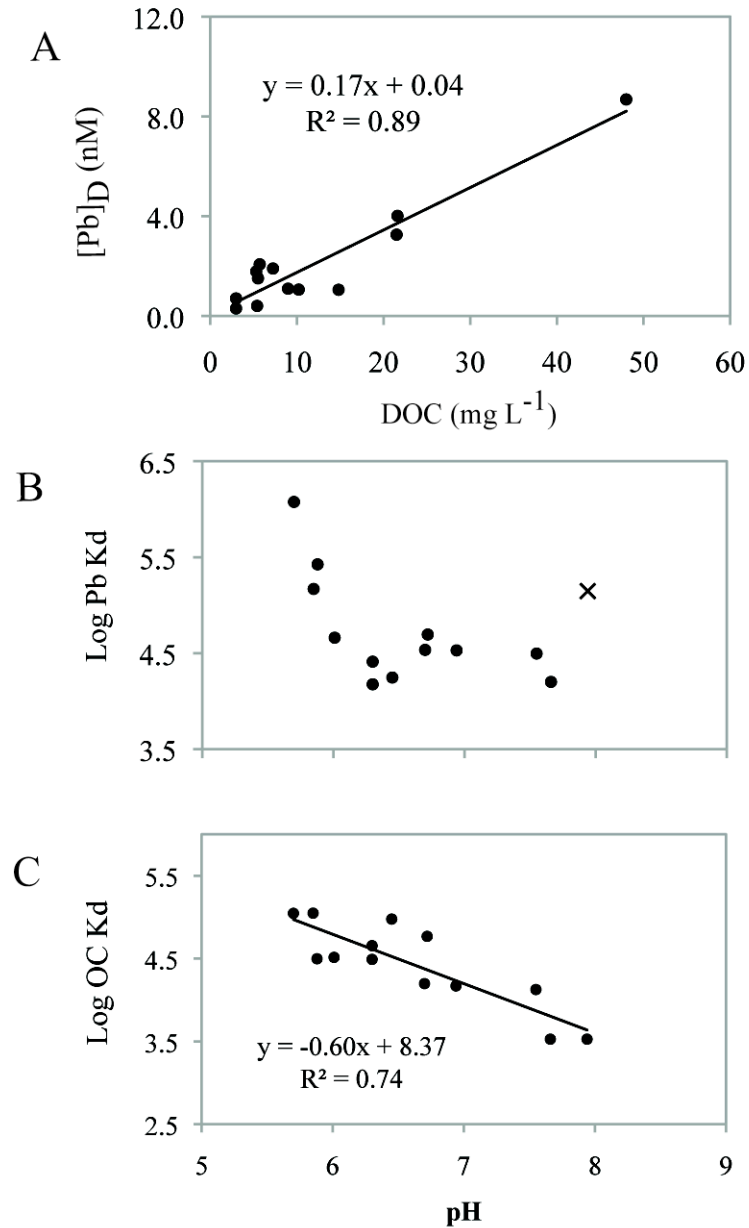 A
12.0
8.0
4.0
0.0
[Pb]D (nM)
y = 0.17x + 0.04
R² = 0.89
0 10 20 30 40 50 60
DOC (mg L-1)
B
6.5
5.5
4.5
3.5
Log Pb Kd
C
5.5
4.5
3.5
2.5
Log OC Kd
y = -0.60x + 8.37
R² = 0.74
5 6 7 8 9
pH